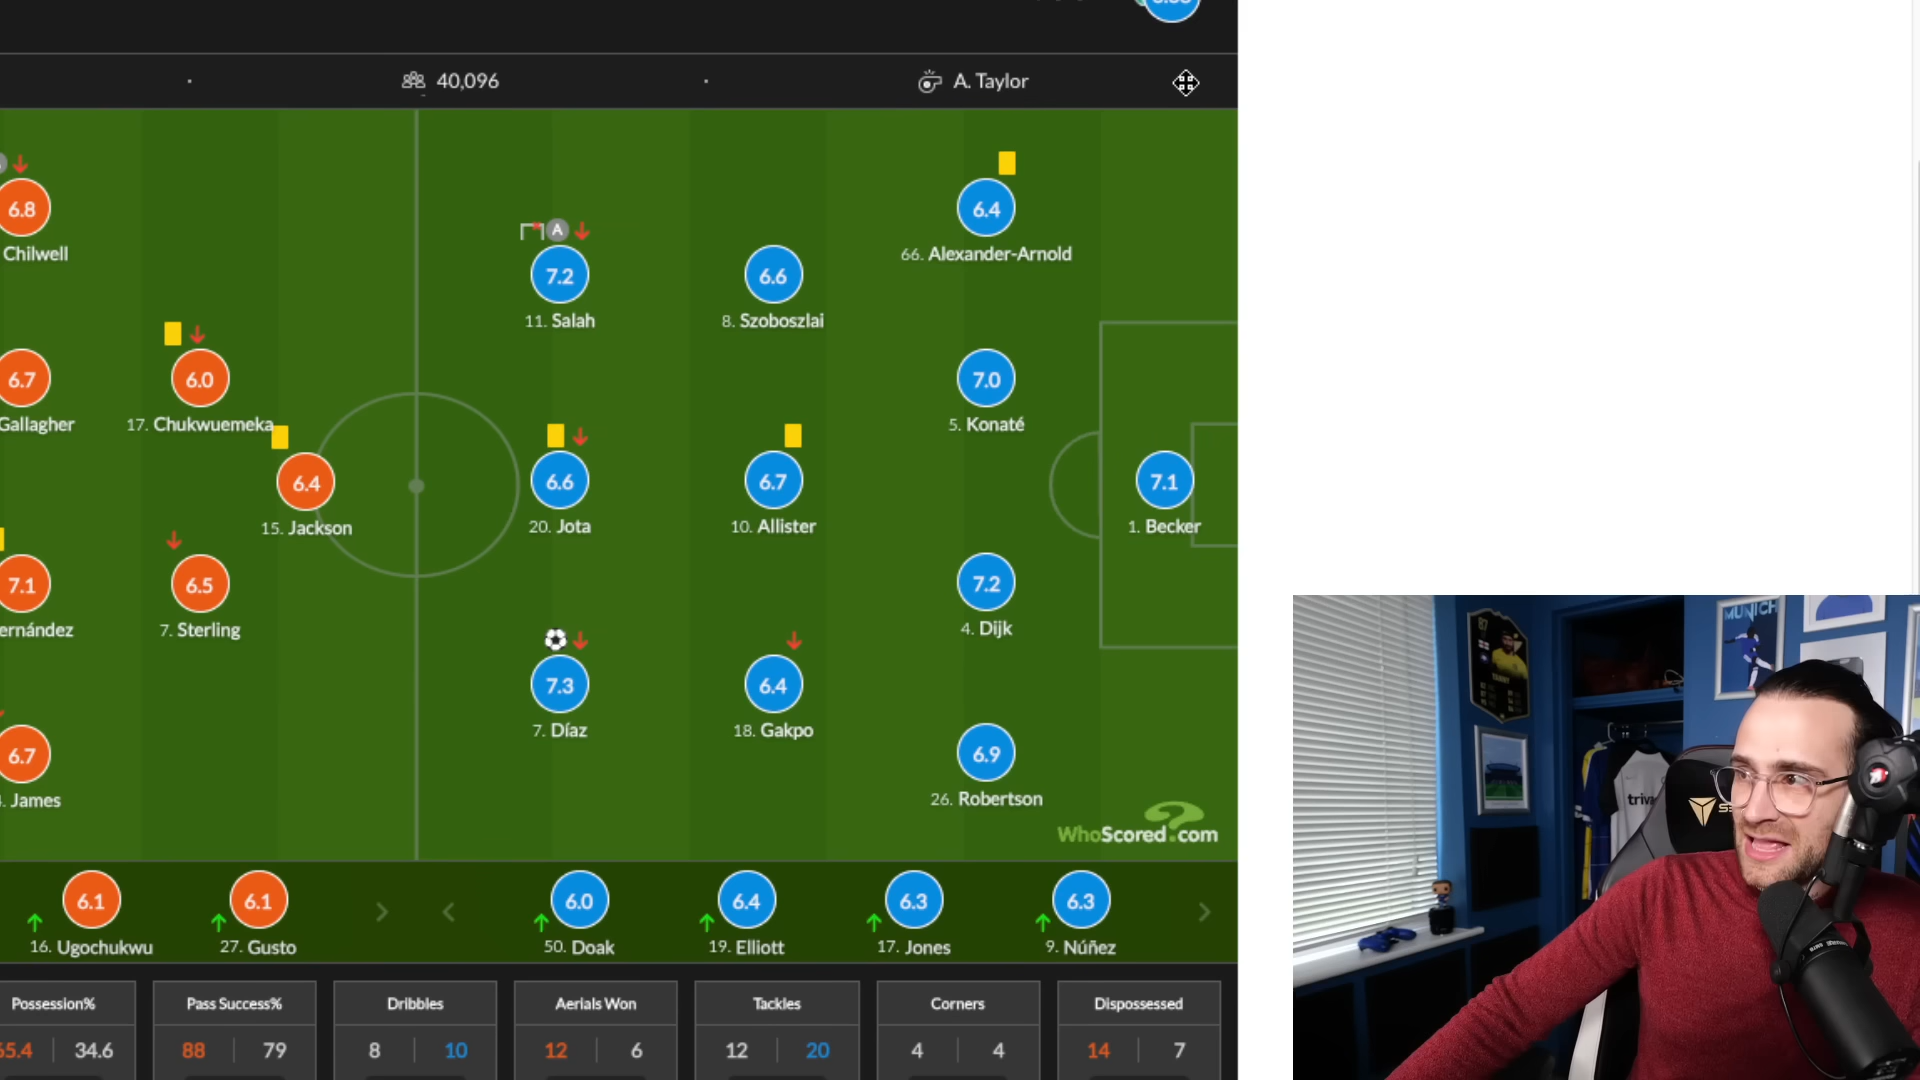 40,096
A. Taylor
6.8
Chilwell
6.4
66. Alexander-Arnold
A
7.2
11. Salah
6.6
8. Szoboszlai
6.7
Gallagher
6.0
17. Chukwuemeka
7.0
5. Konaté
6.4
15. Jackson
6.6
20. Jota
6.7
10. Allister
7.1
1. Becker
7.1
ernández
6.5
7. Sterling
7.2
4. Dijk
7.3
7. Díaz
6.4
18. Gakpo
6.7
. James
6.9
26. Robertson
WhoScored.com
6.1
16. Ugochukwu
6.1
27. Gusto
6.0
50. Doak
6.4
19. Elliott
6.3
17. Jones
6.3
9. Núñez
Possession%
Pass Success%
Dribbles
Aerials Won
Tackles
Corners
Dispossessed
65.4 34.6
88 79
8 10
12 6
12 20
4 4
14 7
MUNICH
87
triva